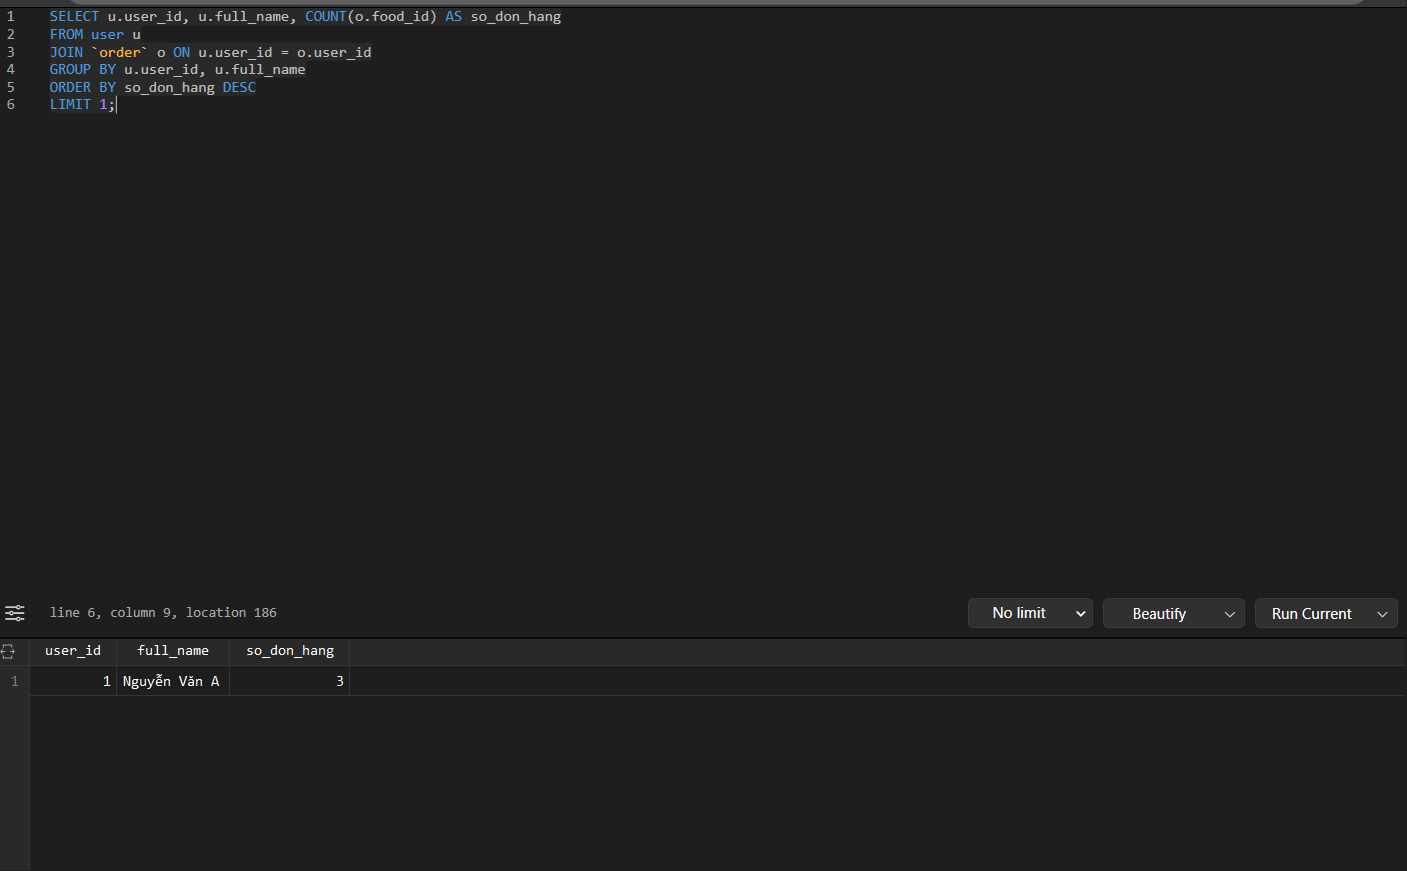 1 SELECT u.user_id, u.full_name, COUNT(o.food_id) AS so_don_hang
2 FROM user u
3 JOIN `order` o ON u.user_id = o.user_id
4 GROUP BY u.user_id, u.full_name
5 ORDER BY so_don_hang DESC
6 LIMIT 1;
line 6, column 9, location 186 No limit Beautify Run Current
user_id full_name so_don_hang
1 1 Nguyễn Văn A 3